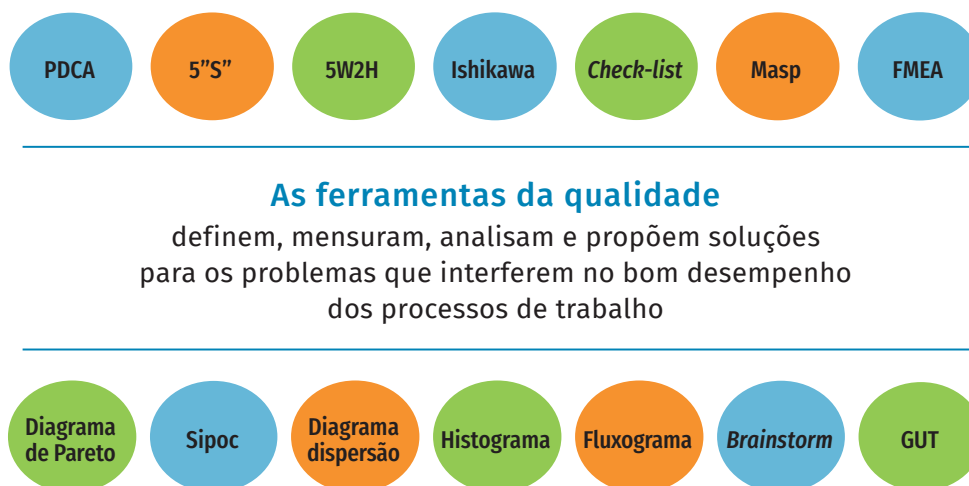 PDCA
5”S”
5W2H
Ishikawa
Check-list
Masp
FMEA
As ferramentas da qualidade
definem, mensuram, analisam e propõem soluções
para os problemas que interferem no bom desempenho
dos processos de trabalho
Diagrama
de Pareto
Sipoc
Diagrama
dispersão
Histograma
Fluxograma
Brainstorm
GUT